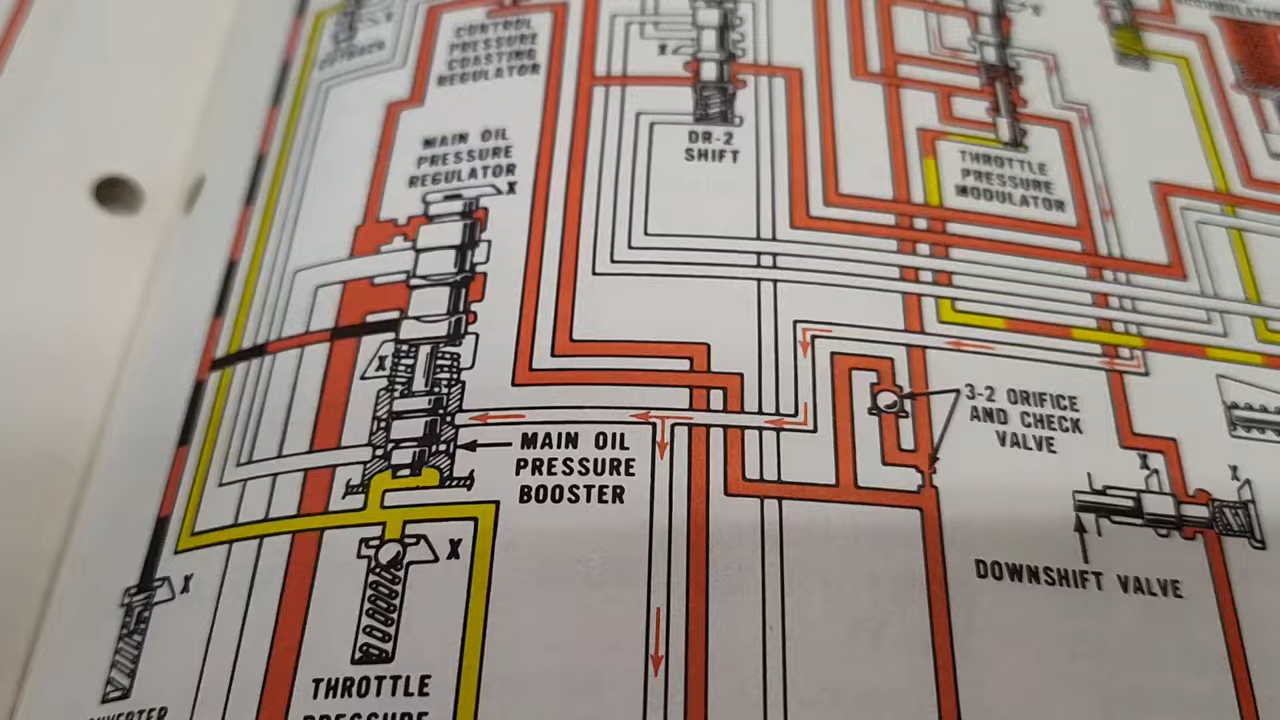 CONTROL
PRESSURE
COASTING
REGULATOR
MAIN OIL
PRESSURE
REGULATOR
X
X
DR-2
SHIFT
THROTTLE
PRESSURE
MODULATOR
X
3-2 ORIFICE
AND CHECK
VALVE
MAIN OIL
PRESSURE
BOOSTER
X
X
X
DOWNSHIFT VALVE
X
THROTTLE
PRESSURE